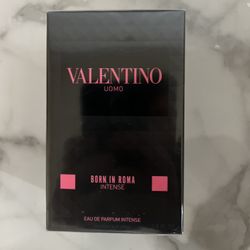 VALENTINO
UOMO
BORN IN ROMA
INTENSE
EAU DE PARFUM INTENSE